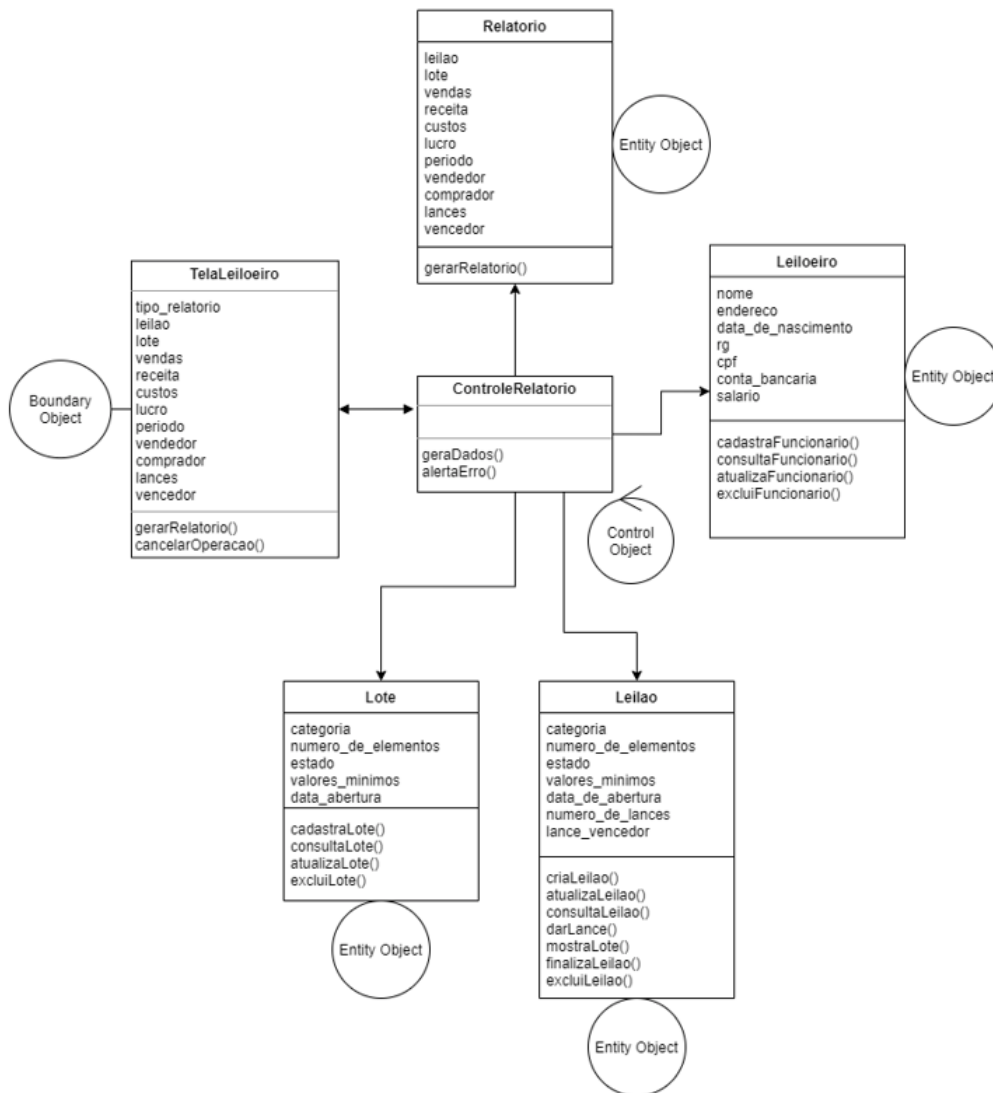 Relatorio
leilao
lote
vendas
receita
custos
lucro
periodo
vendedor
comprador
lances
vencedor
gerarRelatorio()
Entity Object
TelaLeiloeiro
tipo_relatorio
leilao
lote
vendas
receita
custos
lucro
periodo
vendedor
comprador
lances
vencedor
gerarRelatorio()
cancelarOperacao()
Boundary
Object
ControleRelatorio
geraDados()
alertaErro()
Control
Object
Leiloeiro
nome
endereco
data_de_nascimento
rg
cpf
conta_bancaria
salario
cadastraFuncionario()
consultaFuncionario()
atualizaFuncionario()
excluiFuncionario()
Entity Object
Lote
categoria
numero_de_elementos
estado
valores_minimos
data_abertura
cadastraLote()
consultaLote()
atualizaLote()
excluiLote()
Entity Object
Leilao
categoria
numero_de_elementos
estado
valores_minimos
data_de_abertura
numero_de_lances
lance_vencedor
criaLeilao()
atualizaLeilao()
consultaLeilao()
darLance()
mostraLote()
finalizaLeilao()
excluiLeilao()
Entity Object